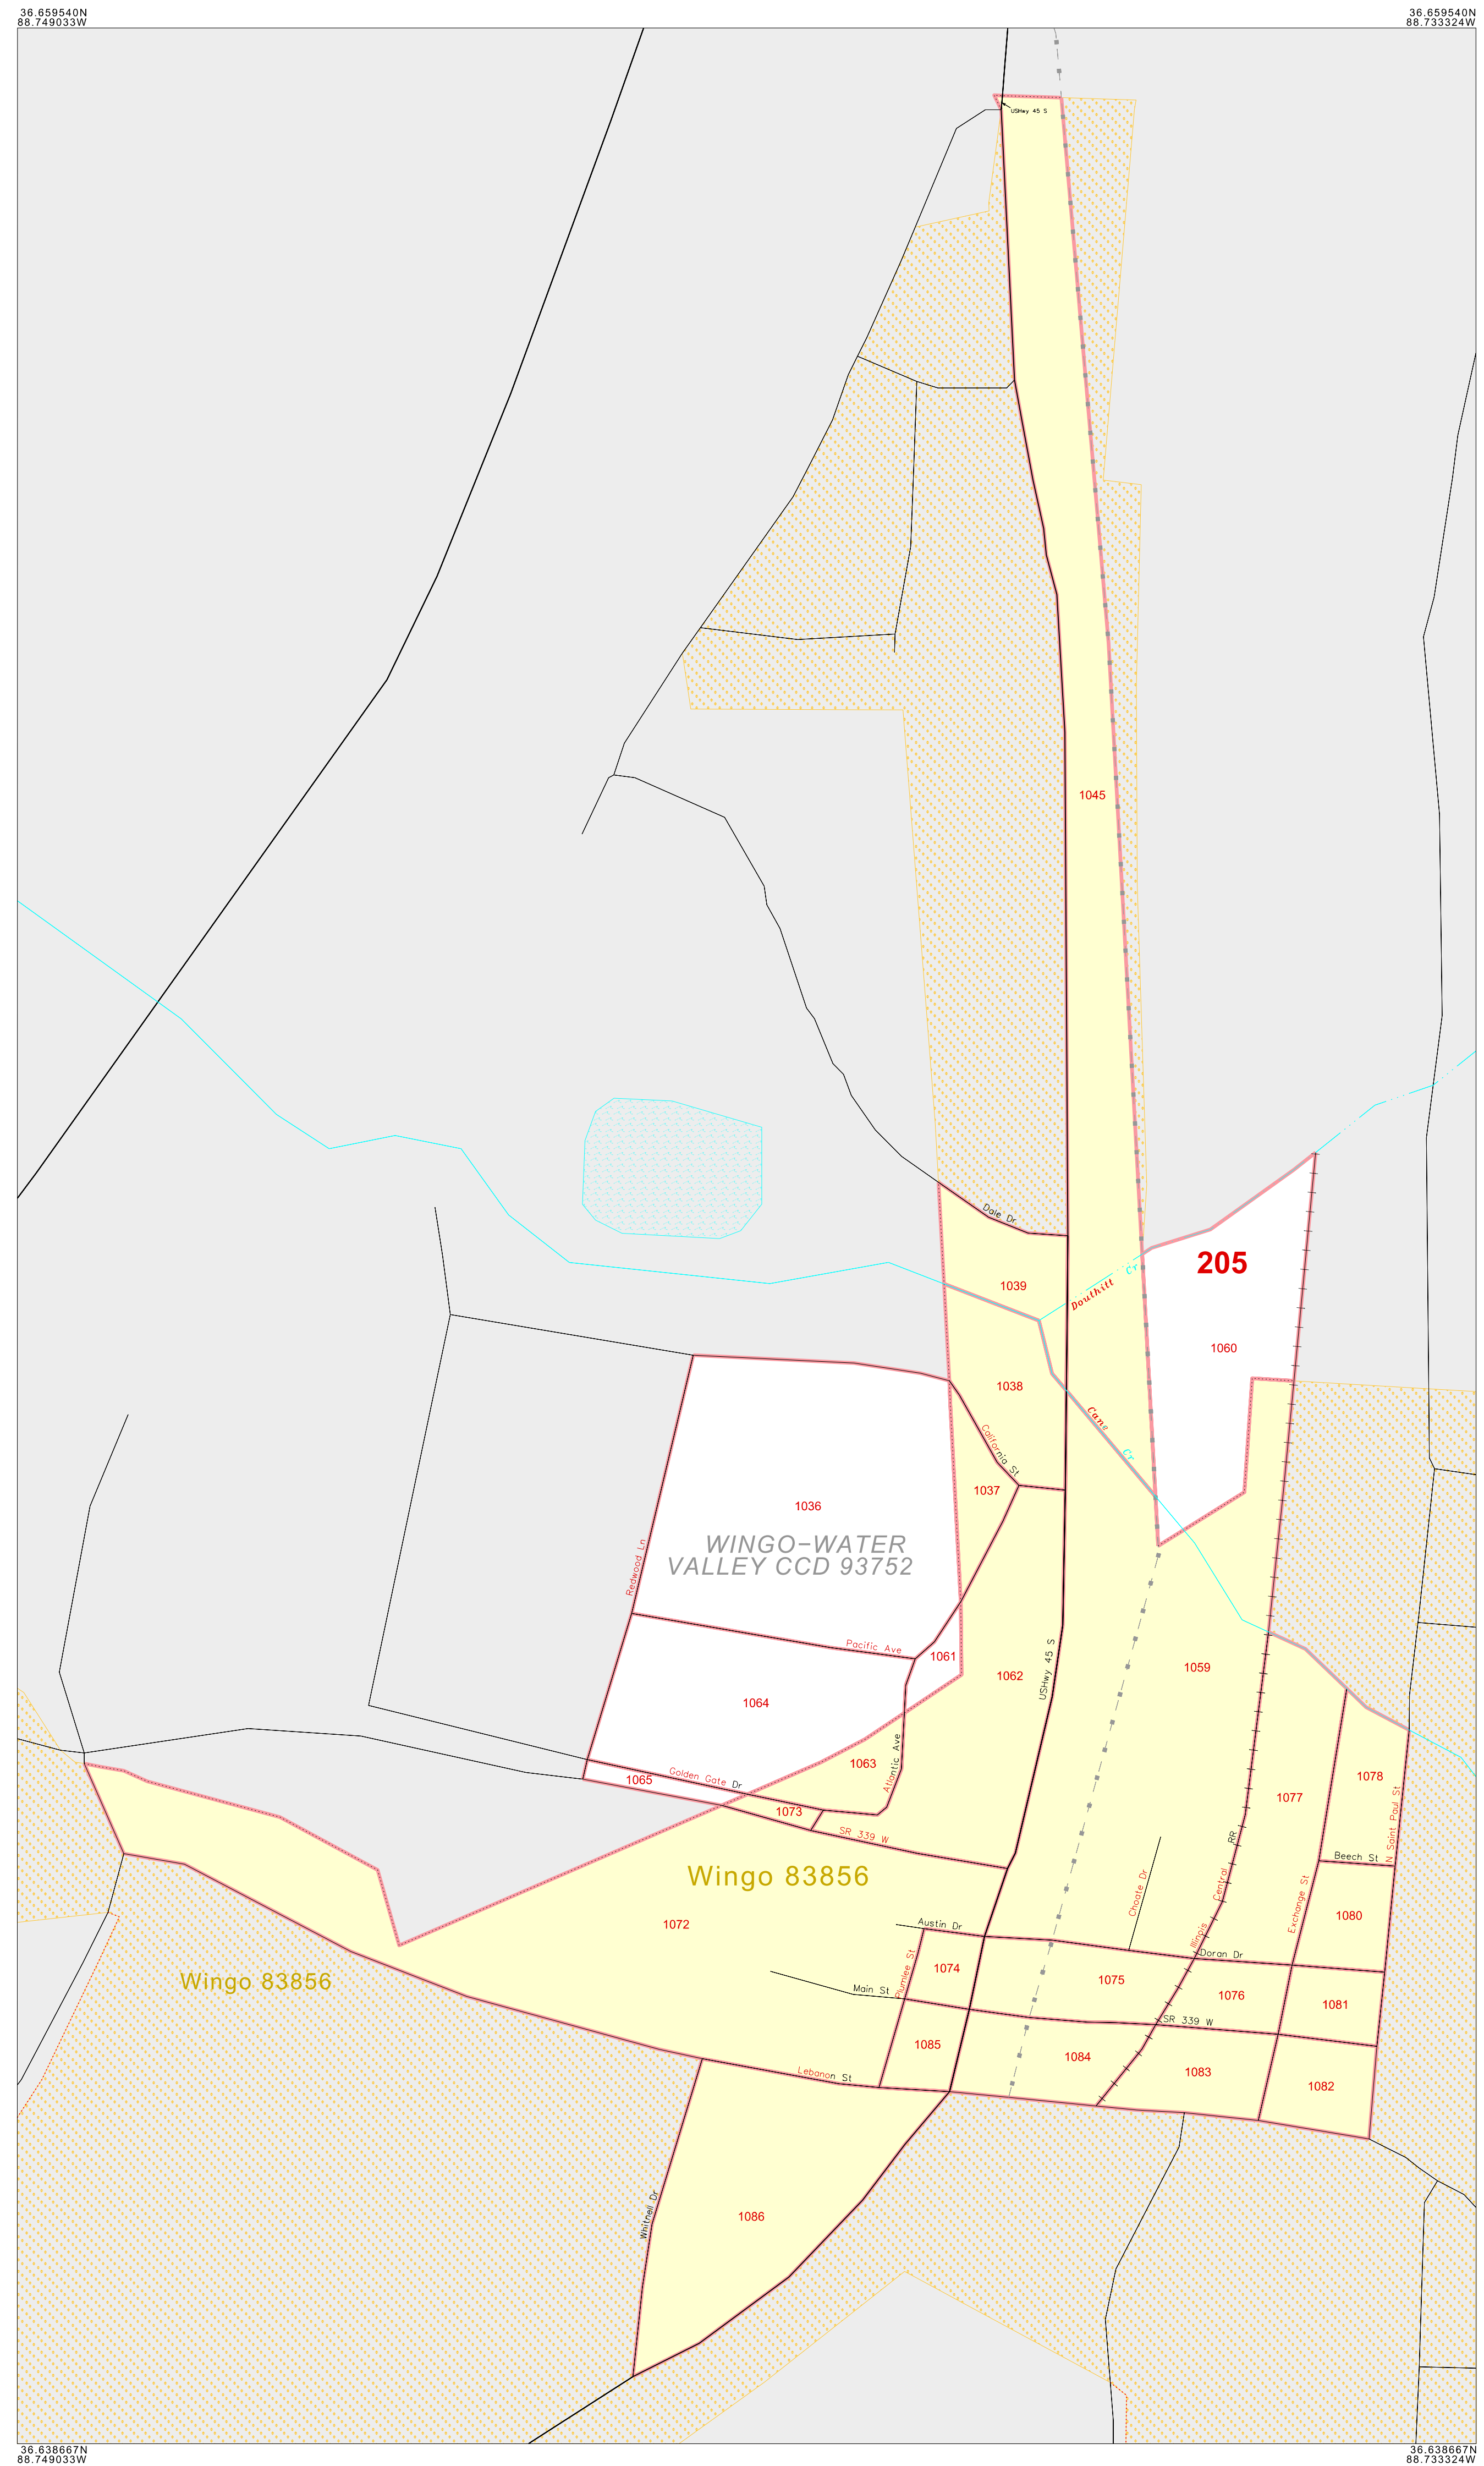 36.659540N
88.749033W
36.659540N
88.733324W
USHwy 45 S
1045
Dale Dr
205
1039
Douthitt Cr
1060
1038
Cane Cr
California St
1037
1036
WINGO-WATER
VALLEY CCD 93752
Redwood Ln
Pacific Ave
1061
1062
USHwy 45 S
1059
1064
1063
Atlantic Ave
Golden Gate Dr
1065
1073
SR 339 W
1078
1077
N Saint Paul St
Illinois Central RR
Beech St
Wingo 83856
Choate Dr
Exchange St
1080
1072
Austin Dr
Doran Dr
Plumlee St
1074
1075
Wingo 83856
Main St
1076
1081
SR 339 W
1085
1084
1083
1082
Lebanon St
Whitnell Dr
1086
36.638667N
88.749033W
36.638667N
88.733324W